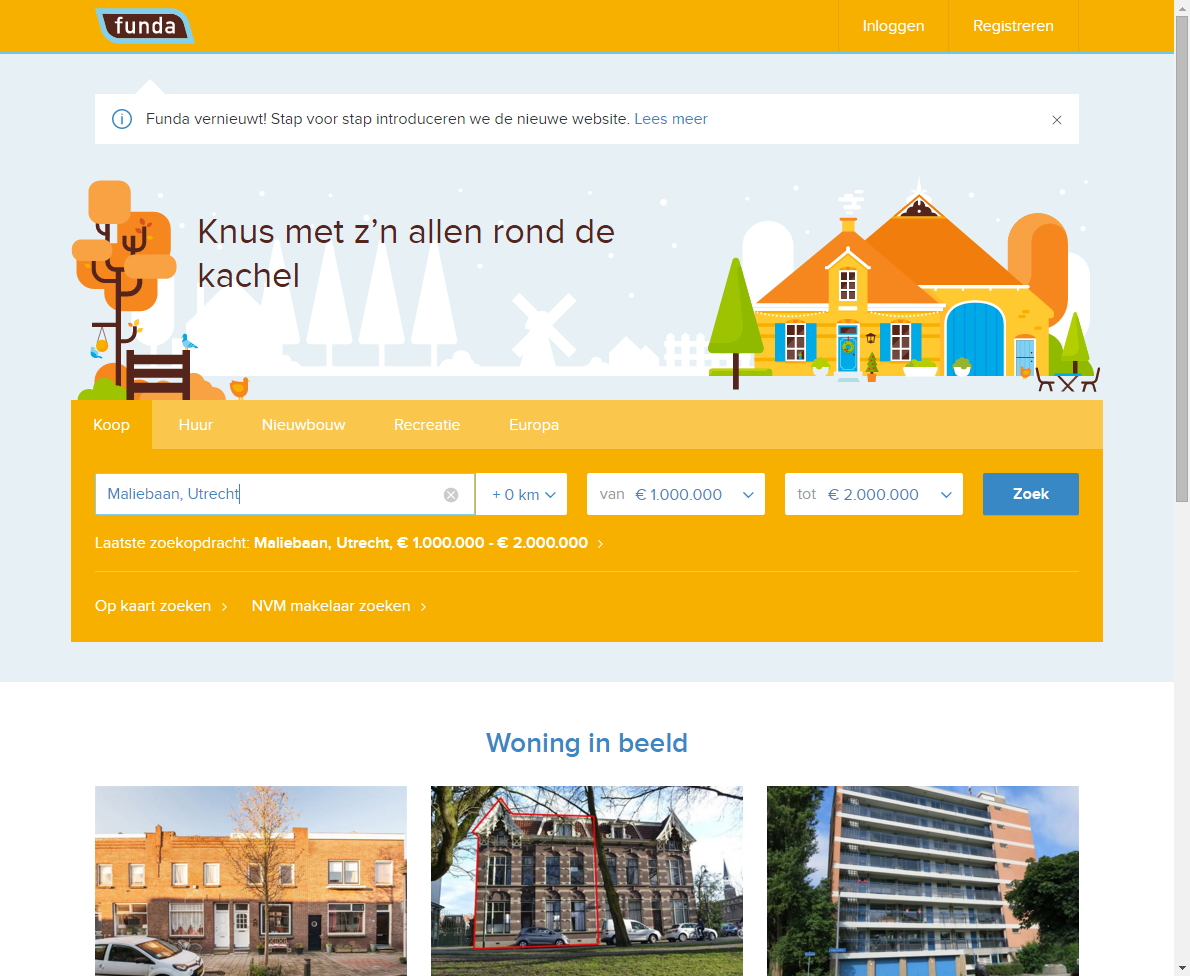 funda
Inloggen
Registreren
Funda vernieuwt! Stap voor stap introduceren we de nieuwe website. Lees meer
Knus met z’n allen rond de
kachel
Koop
Huur
Nieuwbouw
Recreatie
Europa
Maliebaan, Utrecht
+ 0 km
van € 1.000.000
tot € 2.000.000
Zoek
Laatste zoekopdracht: Maliebaan, Utrecht, € 1.000.000 - € 2.000.000
Op kaart zoeken
NVM makelaar zoeken
Woning in beeld